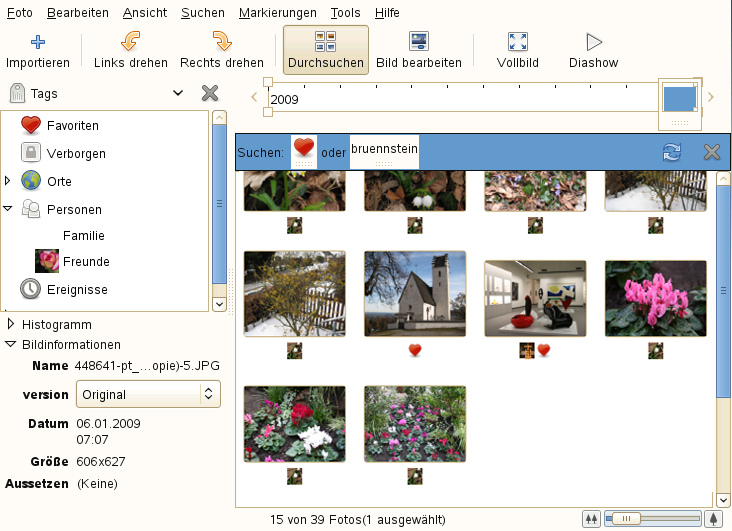 Foto Bearbeiten Ansicht Suchen Markierungen Tools Hilfe
Importieren Links drehen Rechts drehen Durchsuchen Bild bearbeiten Vollbild Diashow
Tags
2009
Favoriten
Verborgen
Orte
Personen
Familie
Freunde
Ereignisse
Suchen: oder bruennstein
Histogramm
Bildinformationen
Name 448641-pt_...opie)-5.JPG
version Original
Datum 06.01.2009
07:07
Größe 606x627
Aussetzen (Keine)
15 von 39 Fotos(1 ausgewählt)